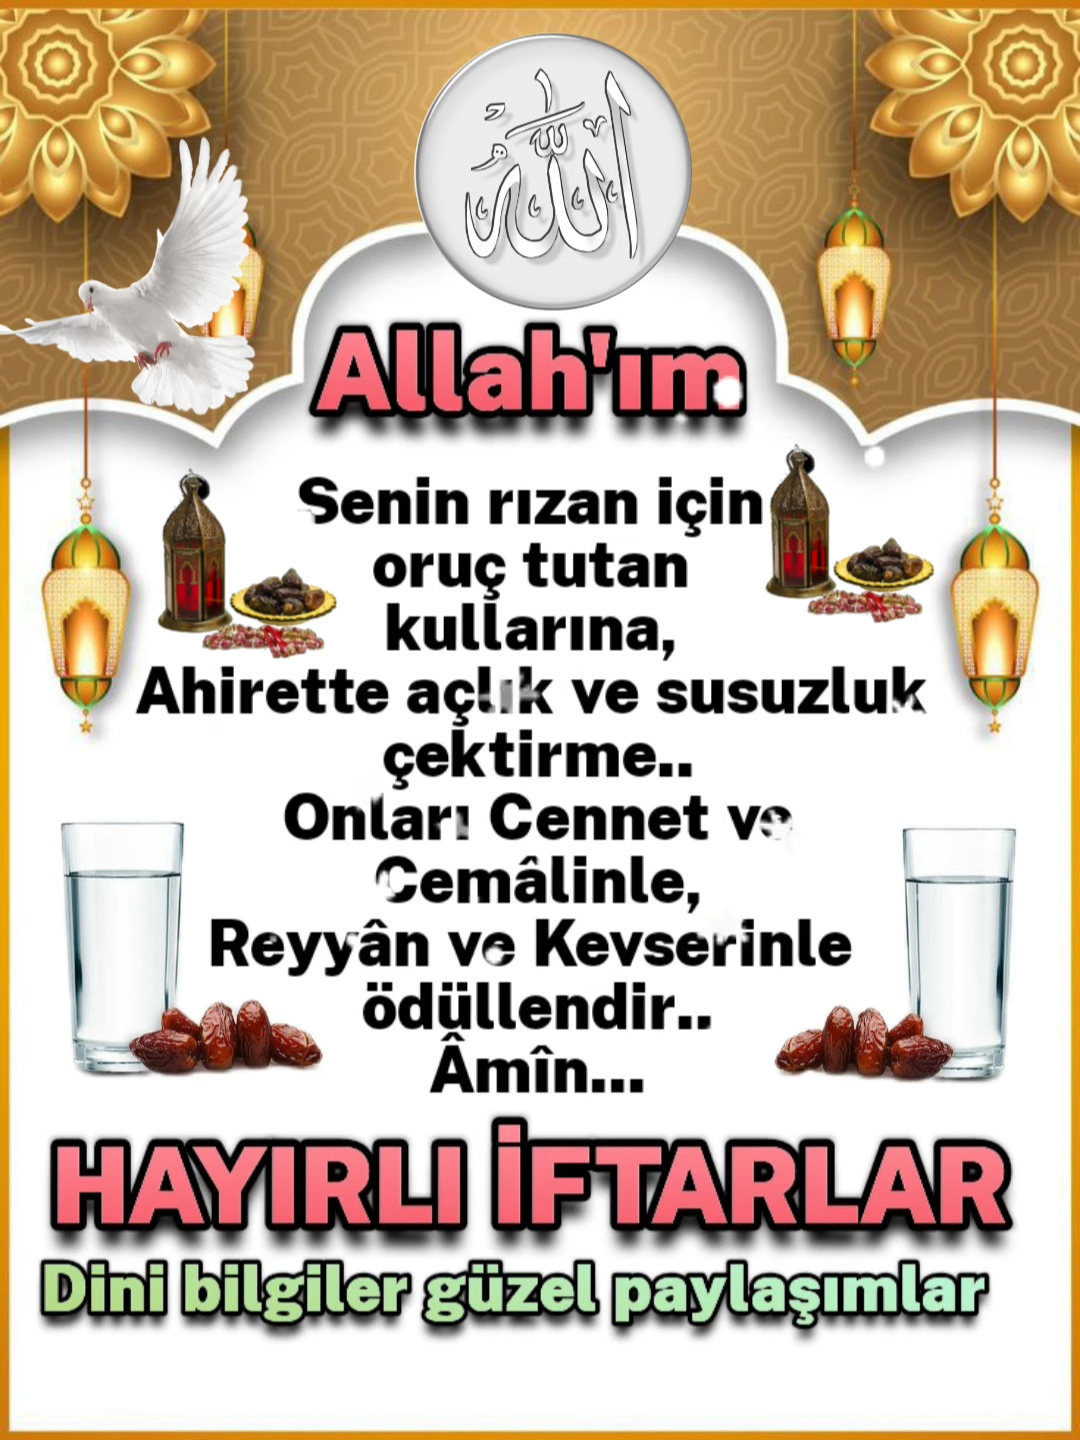 الله
Allah'ım
Senin rızan için
oruç tutan
kullarına,
Ahirette açlık ve susuzluk
çektirme..
Onları Cennet ve
Cemâlinle,
Reyyân ve Kevserinle
ödüllendir..
Âmîn...
HAYIRLI İFTARLAR
Dini bilgiler güzel paylaşımlar